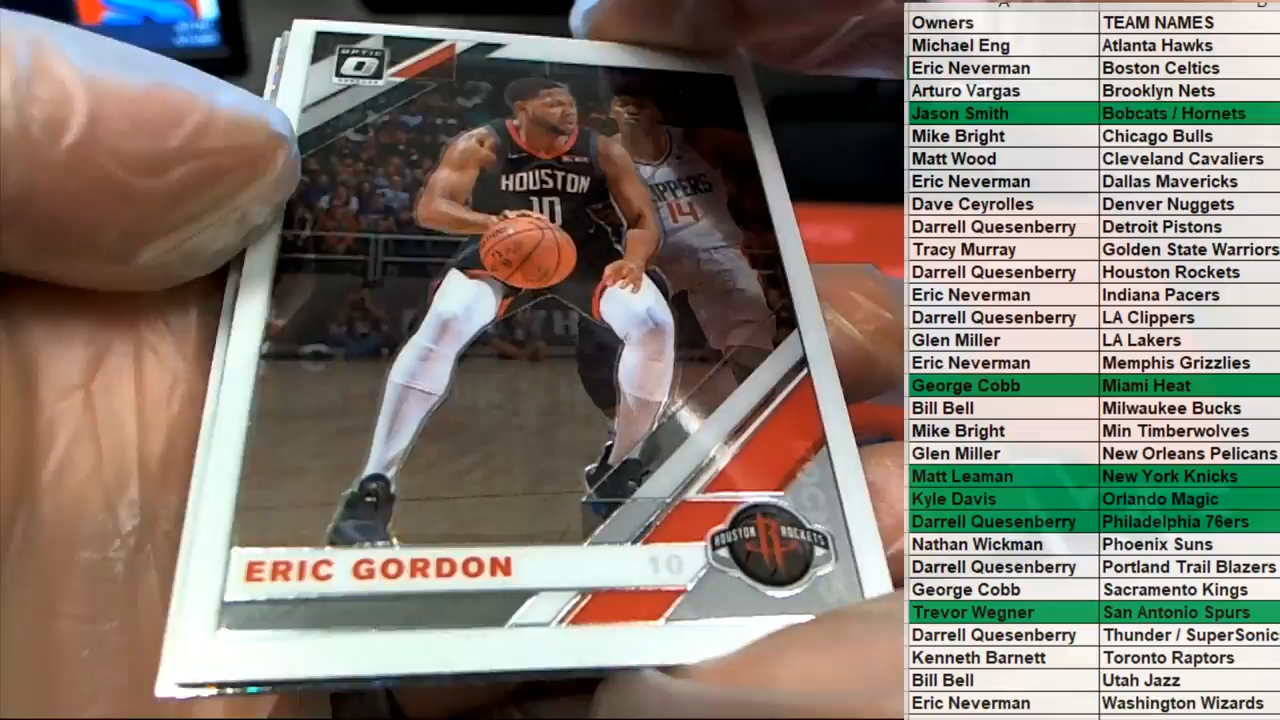 OPTIC
HOUSTON
10
CLIPPERS
14
ERIC GORDON
10
HOUSTON ROCKETS
Owners TEAM NAMES
Michael Eng Atlanta Hawks
Eric Neverman Boston Celtics
Arturo Vargas Brooklyn Nets
Jason Smith Bobcats / Hornets
Mike Bright Chicago Bulls
Matt Wood Cleveland Cavaliers
Eric Neverman Dallas Mavericks
Dave Ceyrolles Denver Nuggets
Darrell Quesenberry Detroit Pistons
Tracy Murray Golden State Warriors
Darrell Quesenberry Houston Rockets
Eric Neverman Indiana Pacers
Darrell Quesenberry LA Clippers
Glen Miller LA Lakers
Eric Neverman Memphis Grizzlies
George Cobb Miami Heat
Bill Bell Milwaukee Bucks
Mike Bright Min Timberwolves
Glen Miller New Orleans Pelicans
Matt Leaman New York Knicks
Kyle Davis Orlando Magic
Darrell Quesenberry Philadelphia 76ers
Nathan Wickman Phoenix Suns
Darrell Quesenberry Portland Trail Blazers
George Cobb Sacramento Kings
Trevor Wegner San Antonio Spurs
Darrell Quesenberry Thunder / SuperSonic
Kenneth Barnett Toronto Raptors
Bill Bell Utah Jazz
Eric Neverman Washington Wizards